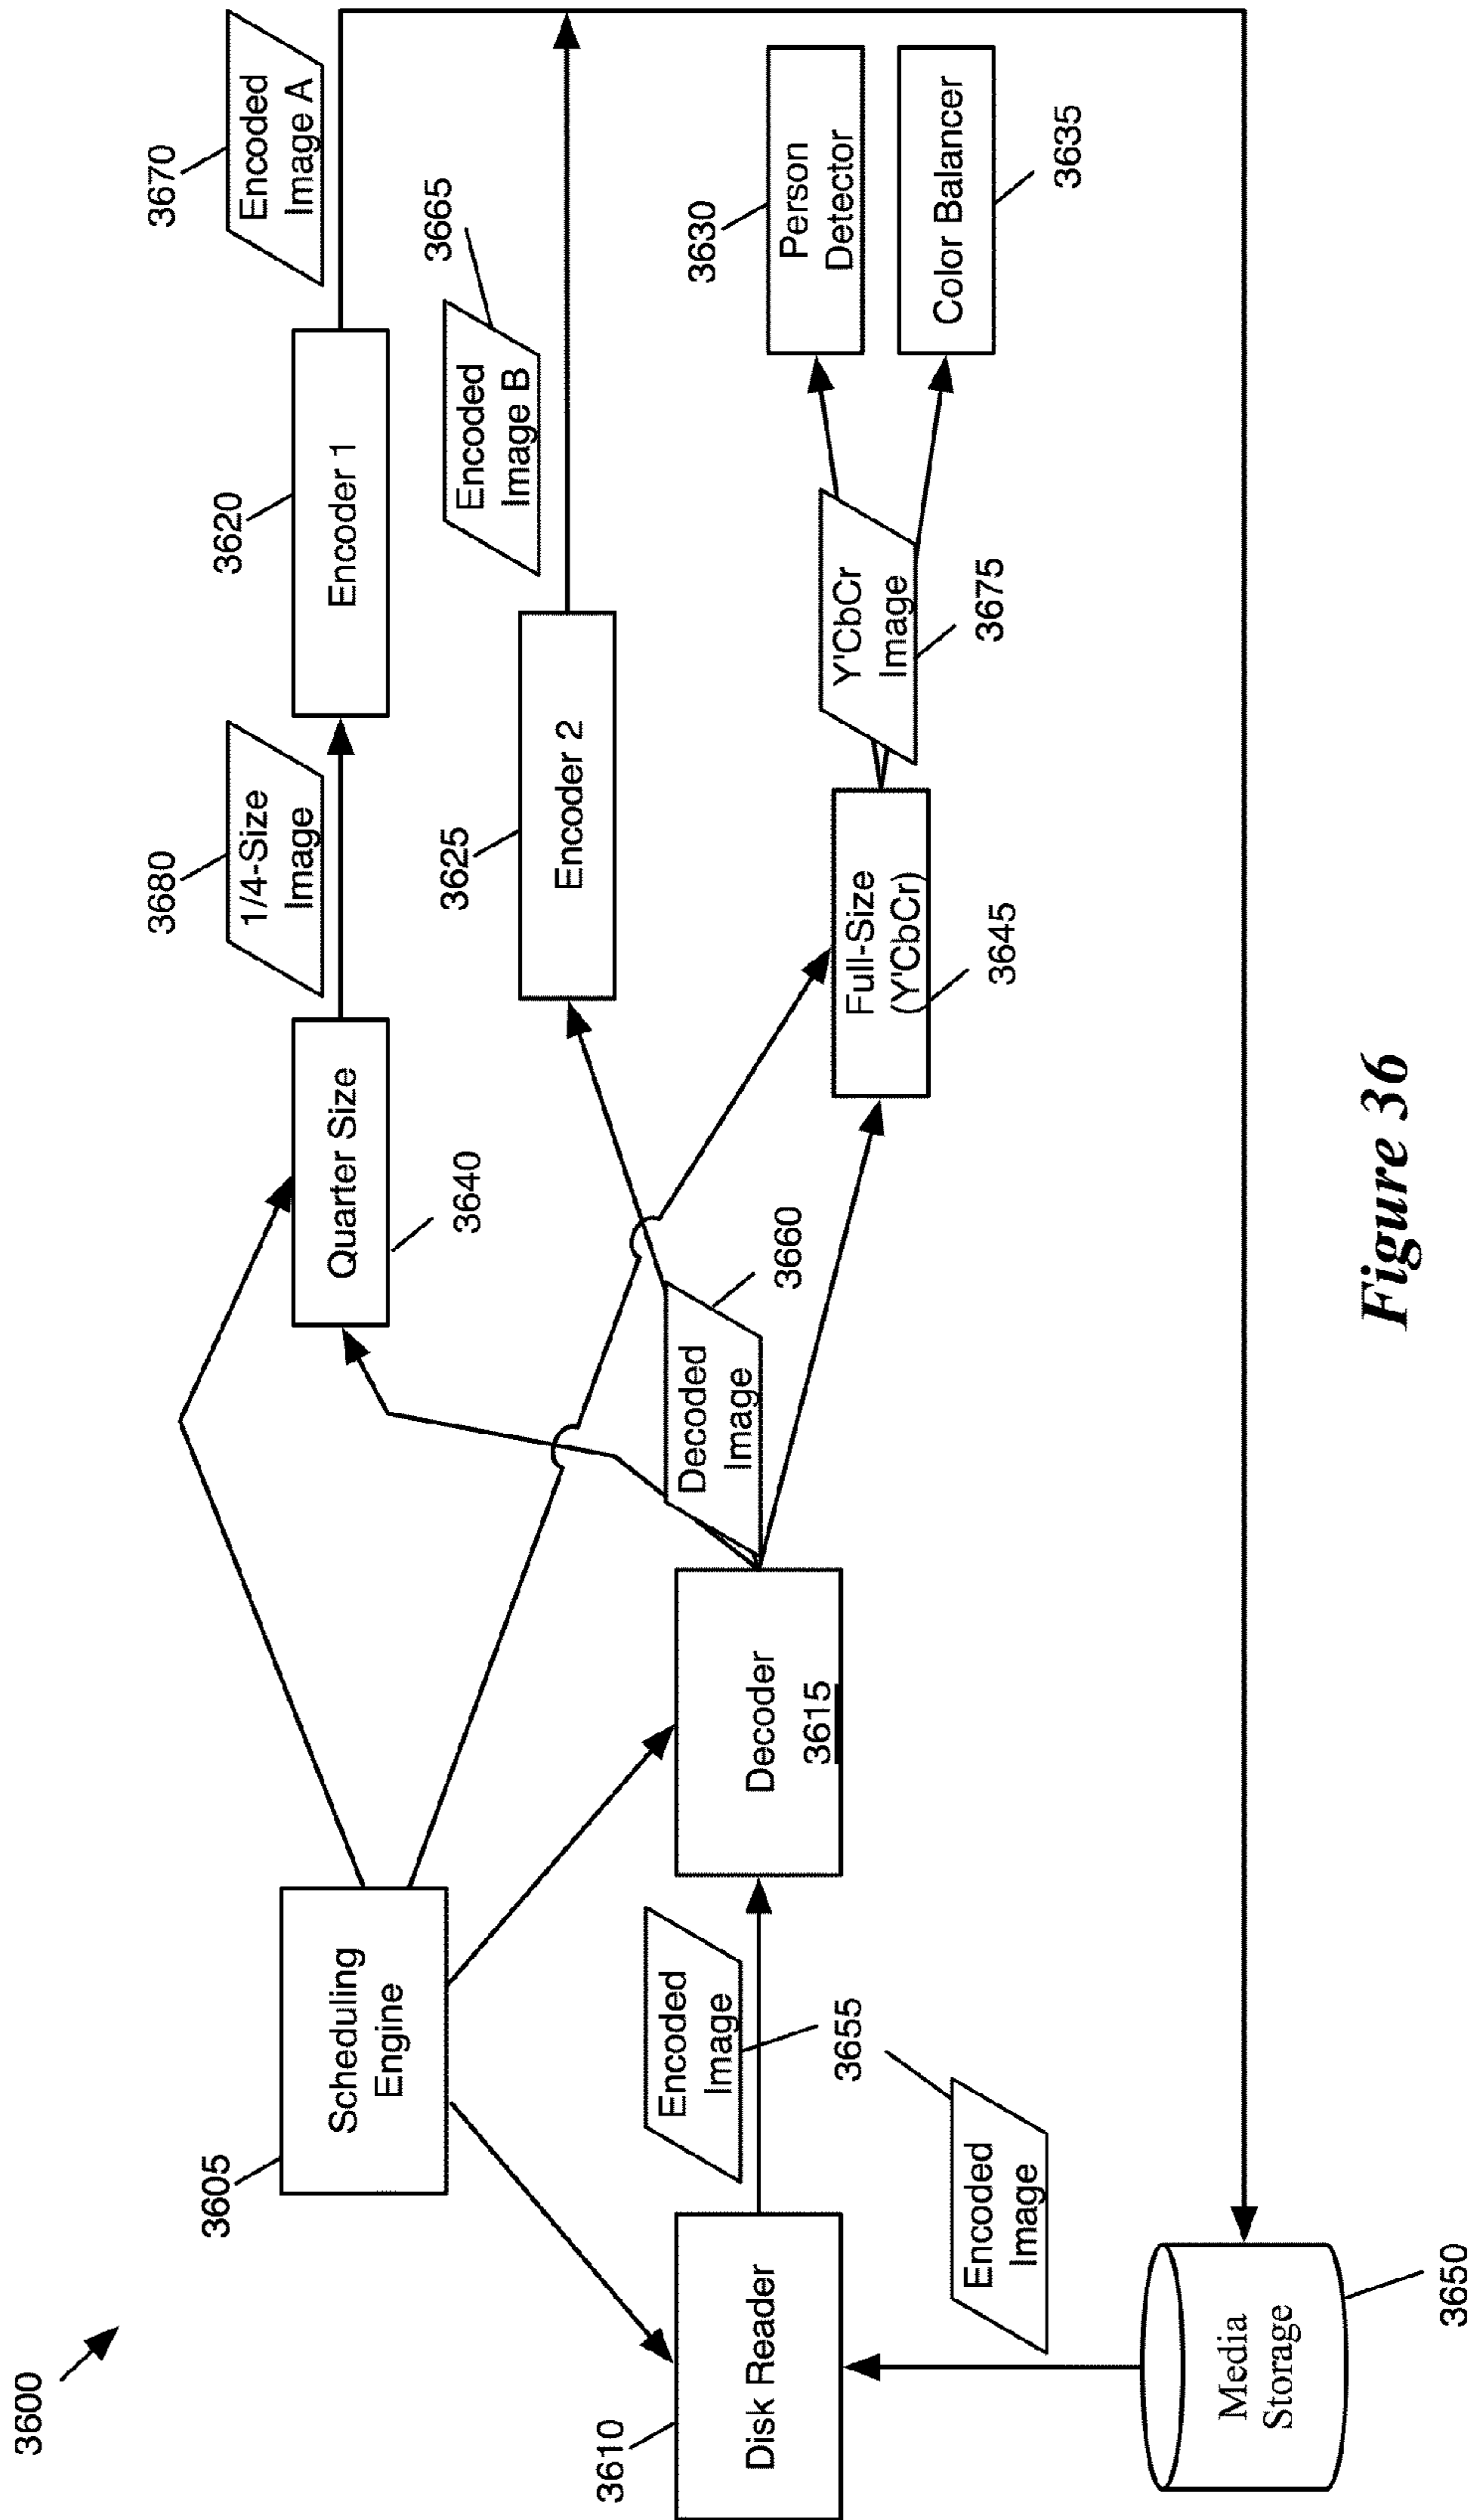 3600
3605
Scheduling
Engine
3680
1/4-Size
Image
3670
Encoded
Image A
Quarter Size
3640
3620
Encoder 1
3625
Encoder 2
Encoded
Image B
3665
3610
Disk Reader
Encoded
Image
3655
Decoder
3615
Decoded
Image
3660
Full-Size
(Y'CbCr)
3645
Y'CbCr
Image
3675
3630
Person
Detector
Color Balancer
3635
Encoded
Image
Media
Storage
3650
Figure 36